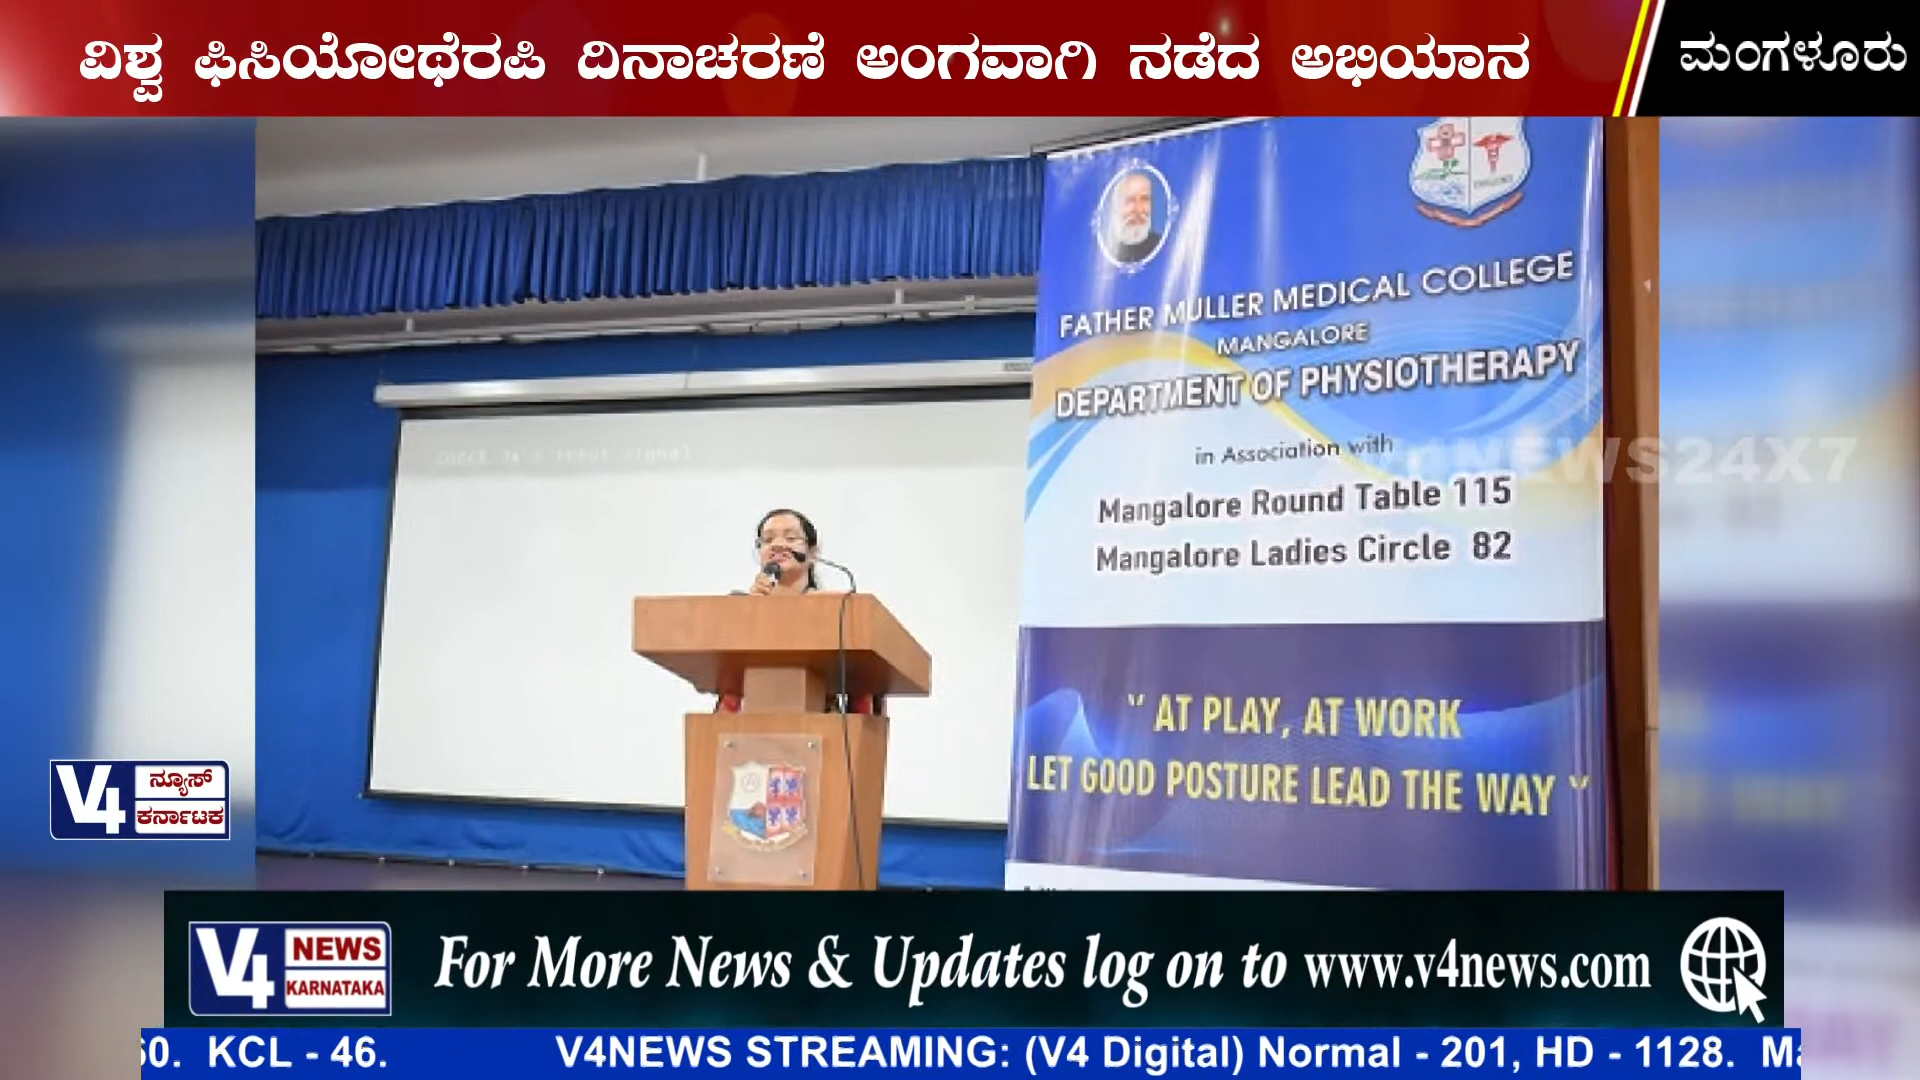 ವಿಶ್ವ ಫಿಸಿಯೋಥೆರಪಿ ದಿನಾಚರಣೆ ಅಂಗವಾಗಿ ನಡೆದ ಅಭಿಯಾನ
ಮಂಗಳೂರು
FATHER MULLER MEDICAL COLLEGE
MANGALORE
DEPARTMENT OF PHYSIOTHERAPY
in Association with
V4NEWS24X7
Mangalore Round Table 115
Mangalore Ladies Circle 82
" AT PLAY, AT WORK
LET GOOD POSTURE LEAD THE WAY "
V4 ನ್ಯೂಸ್
ಕರ್ನಾಟಕ
V4 NEWS
KARNATAKA
For More News & Updates log on to www.v4news.com
60. KCL - 46. V4NEWS STREAMING: (V4 Digital) Normal - 201, HD - 1128.